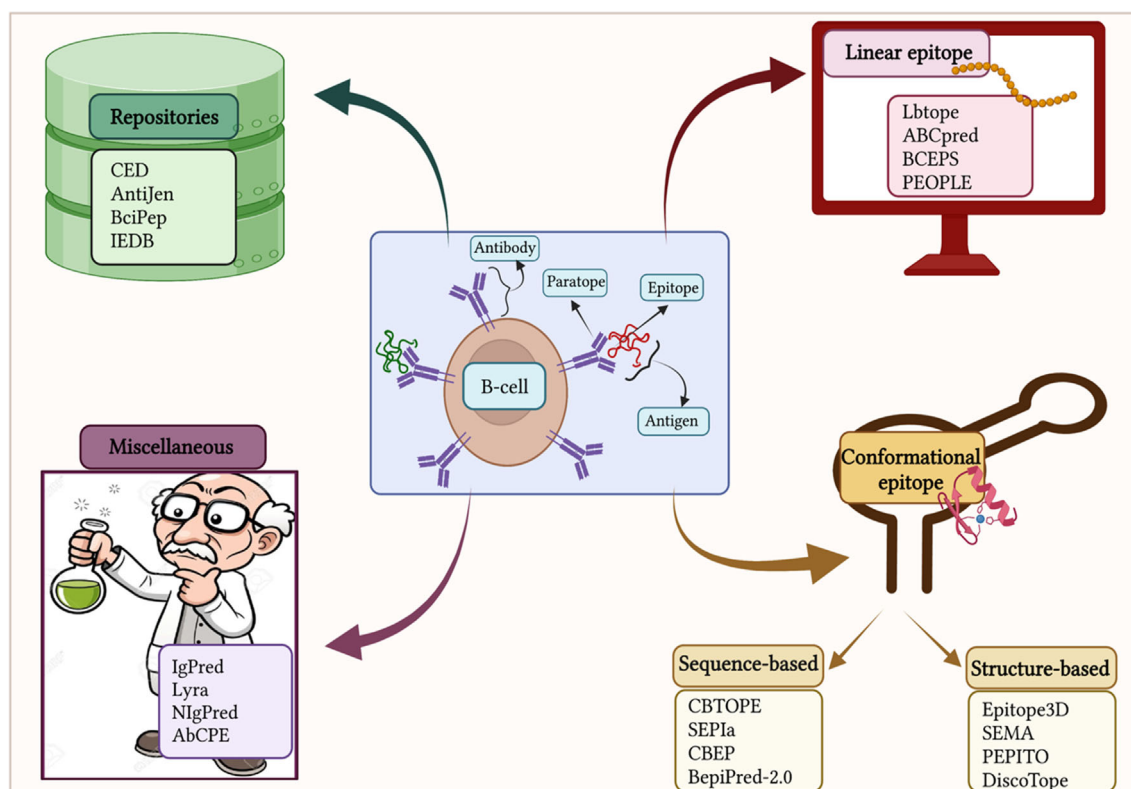 Repositories
CED
AntiJen
BciPep
IEDB
Linear epitope
Lbtope
ABCpred
BCEPS
PEOPLE
Antibody
Paratope
Epitope
B-cell
Antigen
Miscellaneous
IgPred
Lyra
NIgPred
AbCPE
Conformational
epitope
Sequence-based
CBTOPE
SEPIa
CBEP
BepiPred-2.0
Structure-based
Epitope3D
SEMA
PEPITO
DiscoTope